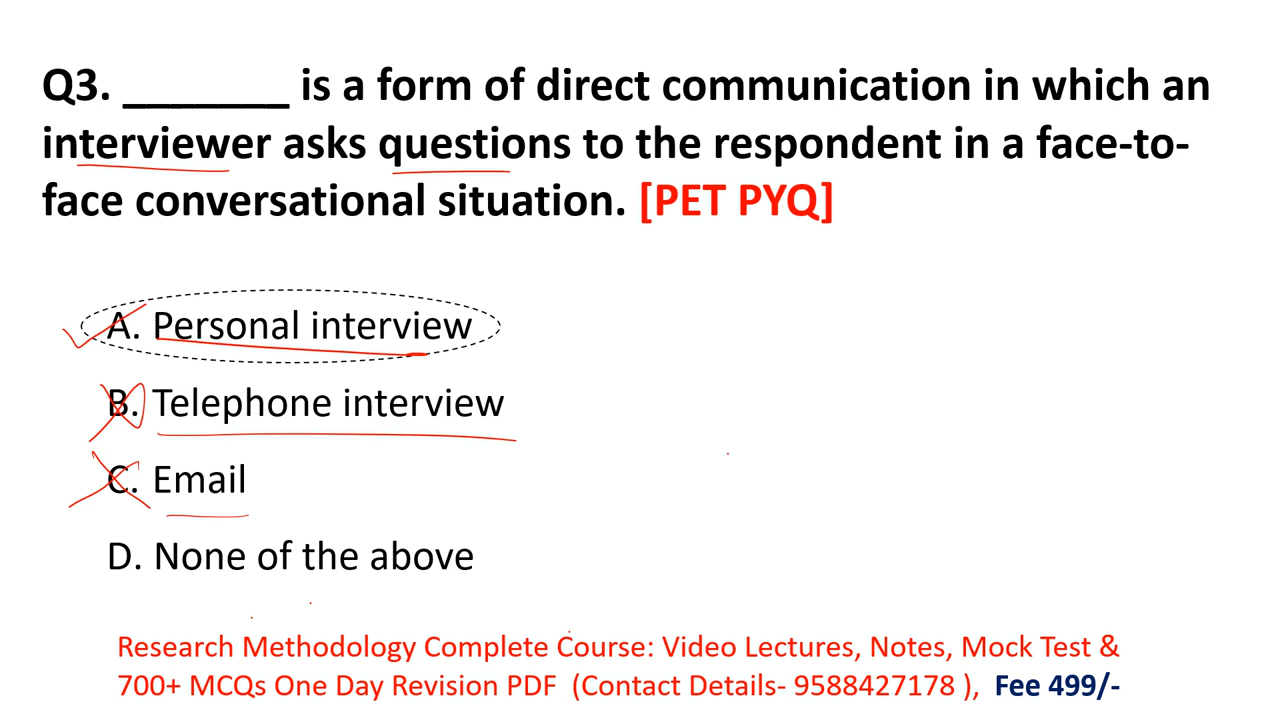 Q3. _______ is a form of direct communication in which an
interviewer asks questions to the respondent in a face-to-
face conversational situation. [PET PYQ]
A. Personal interview
B. Telephone interview
C. Email
D. None of the above
Research Methodology Complete Course: Video Lectures, Notes, Mock Test &
700+ MCQs One Day Revision PDF (Contact Details- 9588427178 ), Fee 499/-